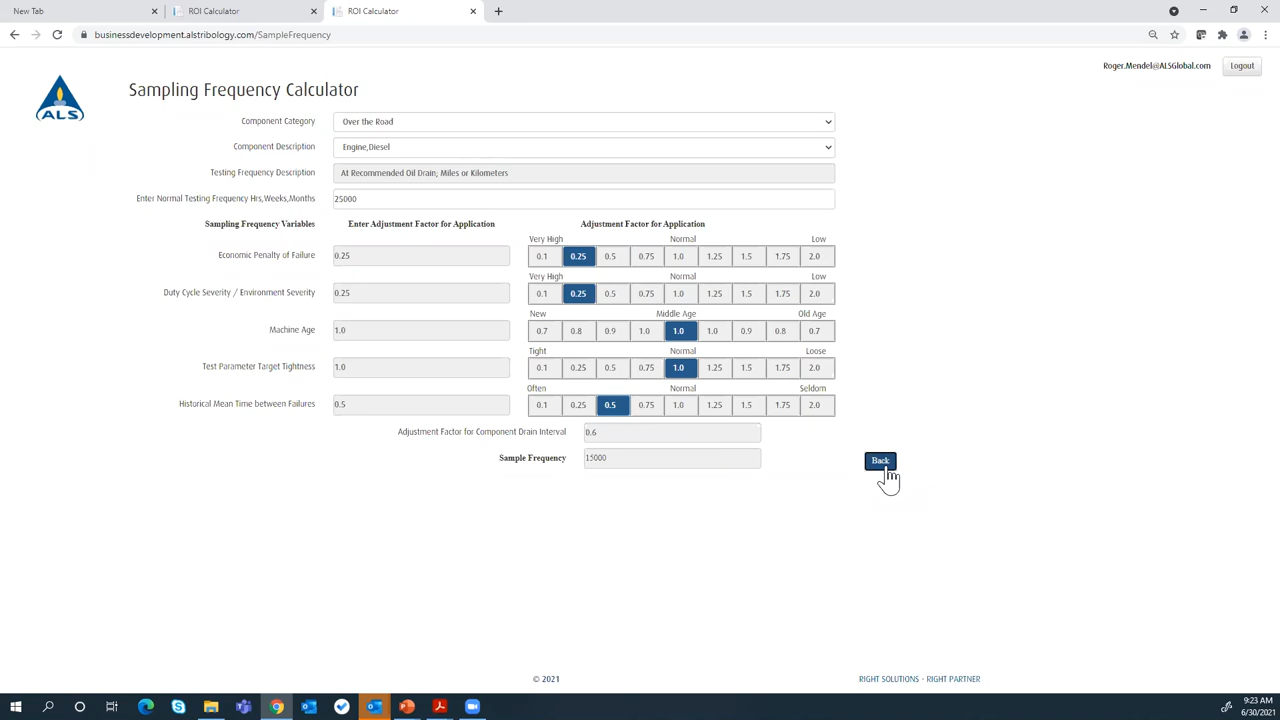 New Tab
ROI Calculator
ROI Calculator
businessdevelopment.alstribology.com/SampleFrequency
Roger.Mendel@ALSGlobal.com Logout
ALS
Sampling Frequency Calculator
Component Category Over the Road
Component Description Engine,Diesel
Testing Frequency Description At Recommended Oil Drain; Miles or Kilometers
Enter Normal Testing Frequency Hrs,Weeks,Months 25000
Sampling Frequency Variables Enter Adjustment Factor for Application Adjustment Factor for Application
Very High Normal Low
Economic Penalty of Failure 0.25 0.1 0.25 0.5 0.75 1.0 1.25 1.5 1.75 2.0
Very High Normal Low
Duty Cycle Severity / Environment Severity 0.25 0.1 0.25 0.5 0.75 1.0 1.25 1.5 1.75 2.0
New Middle Age Old Age
Machine Age 1.0 0.7 0.8 0.9 1.0 1.0 1.0 0.9 0.8 0.7
Tight Normal Loose
Test Parameter Target Tightness 1.0 0.1 0.25 0.5 0.75 1.0 1.25 1.5 1.75 2.0
Often Normal Seldom
Historical Mean Time between Failures 0.5 0.1 0.25 0.5 0.75 1.0 1.25 1.5 1.75 2.0
Adjustment Factor for Component Drain Interval 0.6
Sample Frequency 15000
Back
© 2021
RIGHT SOLUTIONS - RIGHT PARTNER
9:23 AM
6/30/2021